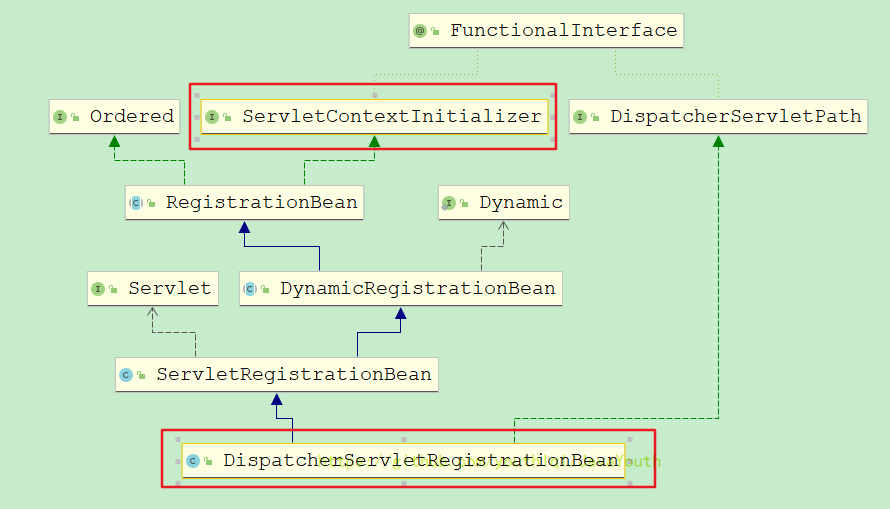 FunctionalInterface
Ordered
ServletContextInitializer
DispatcherServletPath
RegistrationBean
Dynamic
Servlet
DynamicRegistrationBean
ServletRegistrationBean
DispatcherServletRegistrationBean